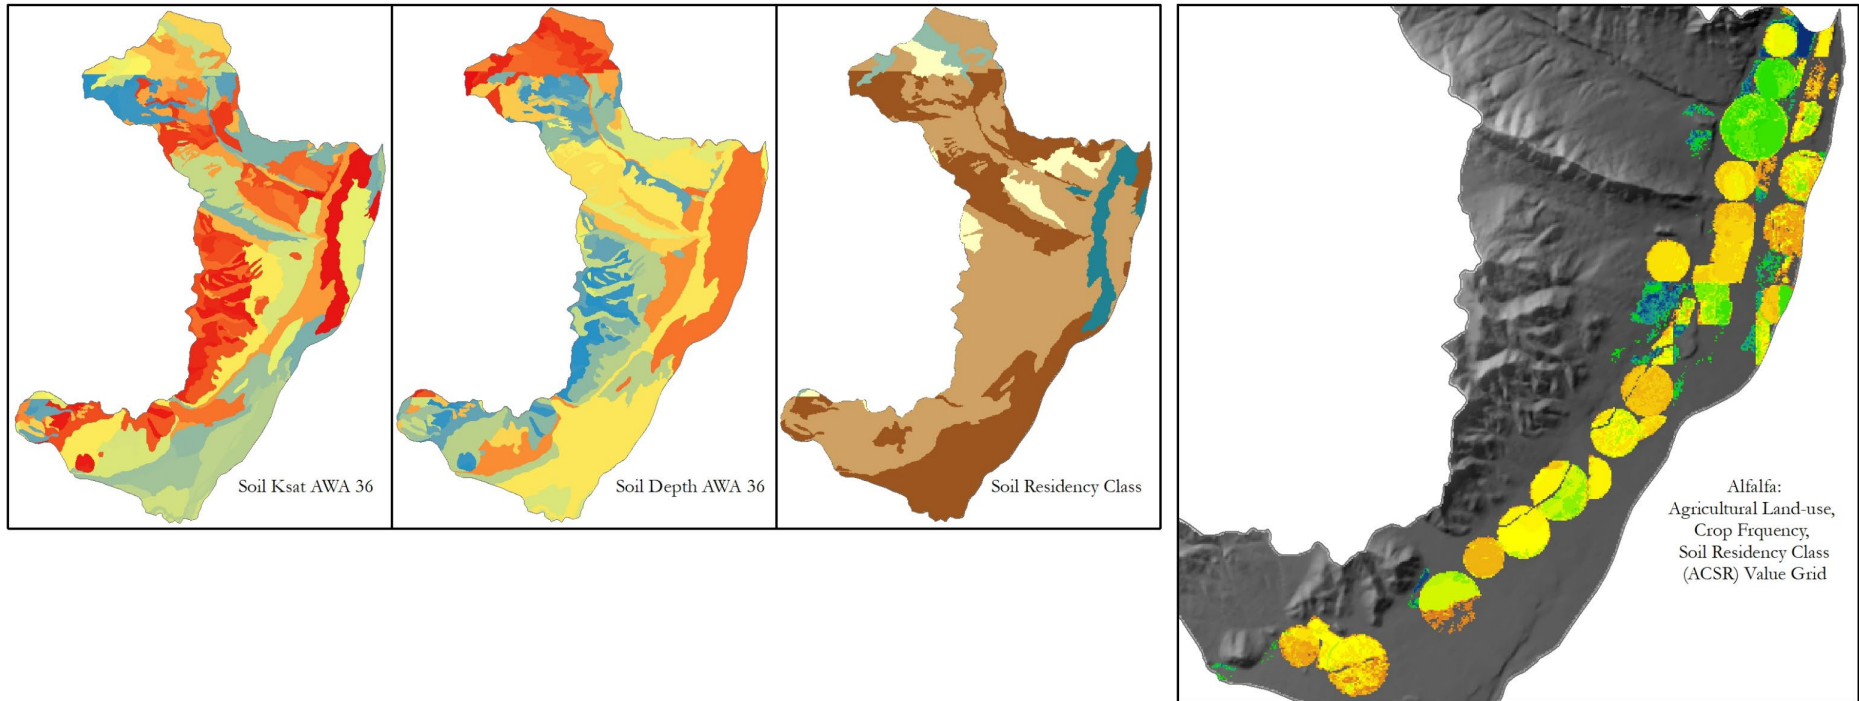 Soil Ksat AWA 36
Soil Depth AWA 36
Soil Residency Class
Alfalfa:
Agricultural Land-use,
Crop Frquency,
Soil Residency Class
(ACSR) Value Grid